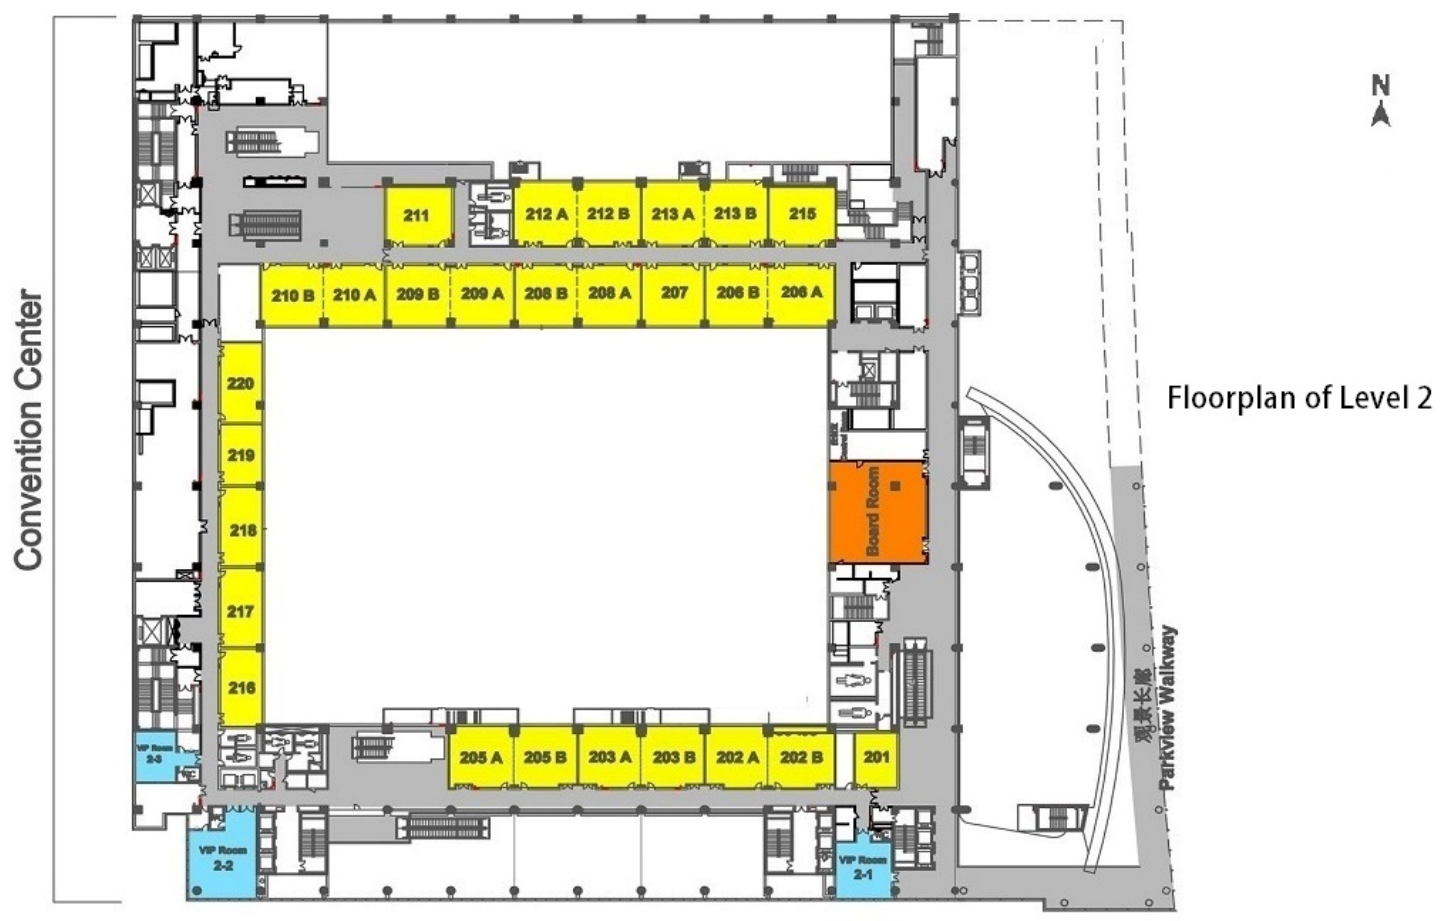 N
211
212 A
212 B
213 A
213 B
215
210 B
210 A
209 B
209 A
208 B
208 A
207
206 B
206 A
Convention Center
220
219
218
217
216
Control Room
Board Room
Floorplan of Level 2
观景长廊
Parkview Walkway
VIP Room
2-3
205 A
205 B
203 A
203 B
202 A
202 B
201
VIP Room
2-2
VIP Room
2-1